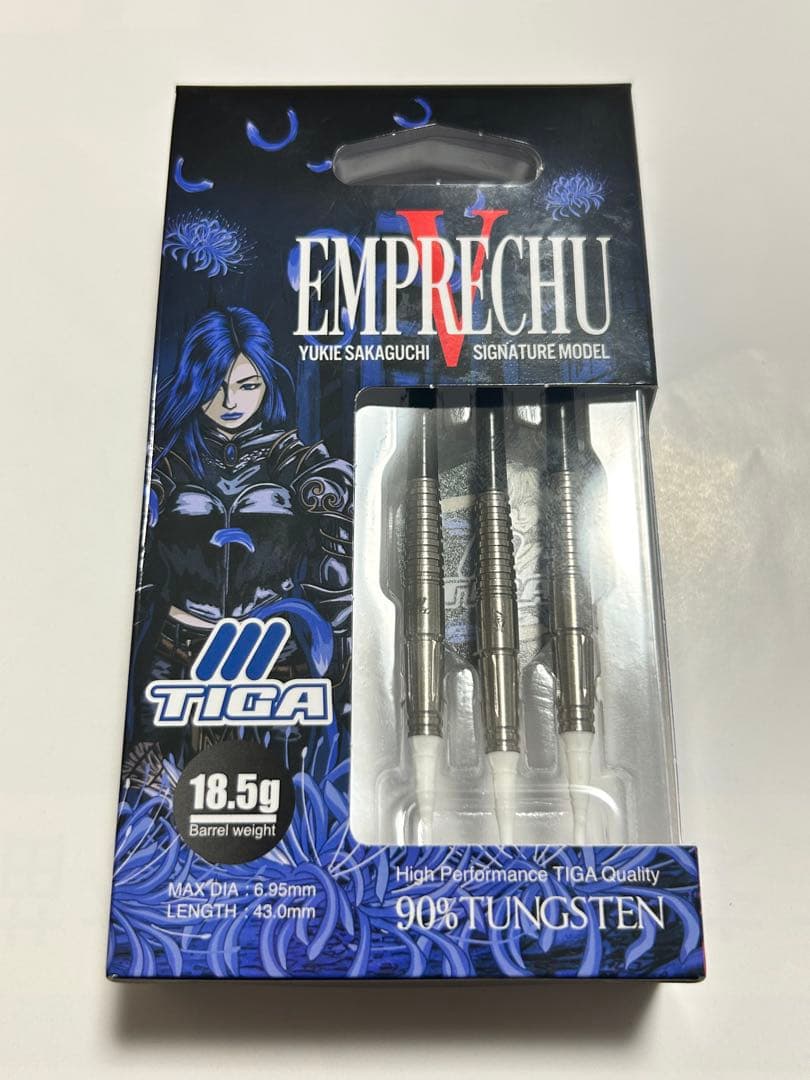 V
EMPRECHU
YUKIE SAKAGUCHI SIGNATURE MODEL
TIGA
TIGA
18.5g
Barrel weight
MAX DIA : 6.95mm
LENGTH : 43.0mm
High Performance TIGA Quality
90%TUNGSTEN